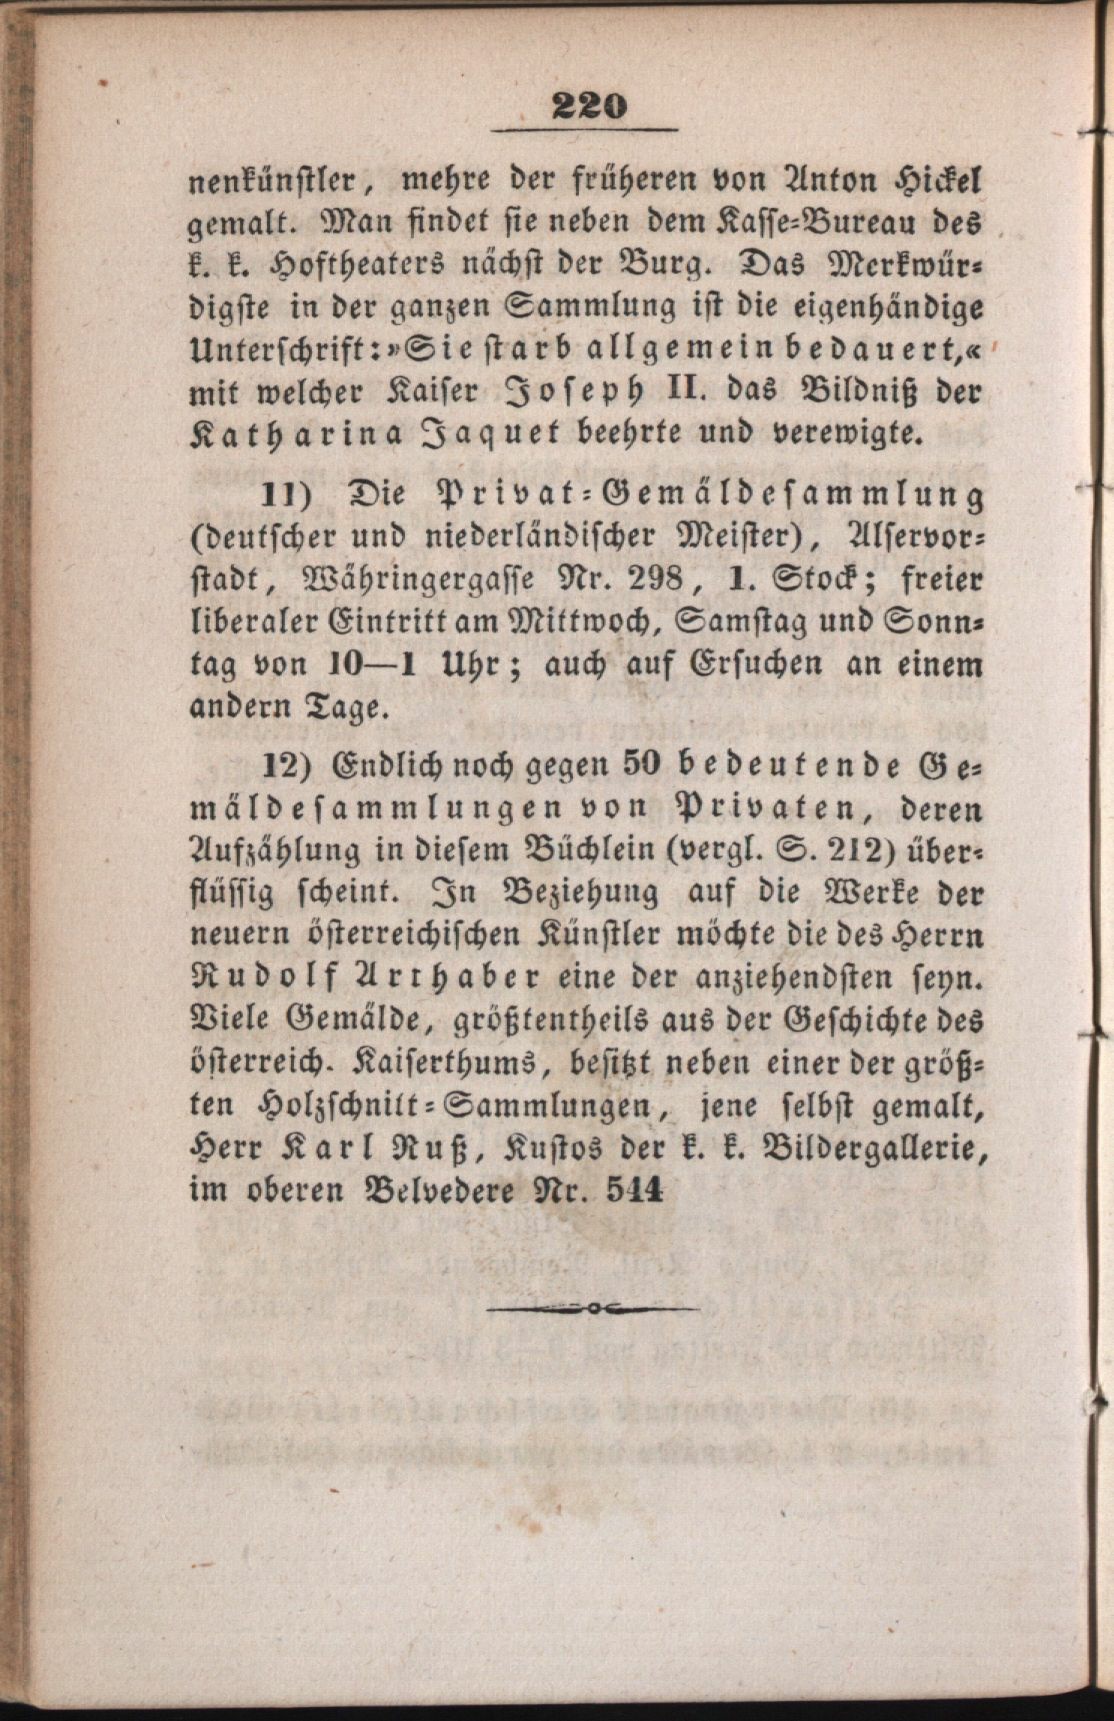 220
nenkünstler, mehre der früheren von Anton Hickel
gemalt. Man findet sie neben dem Kasse-Bureau des
k. k. Hoftheaters nächst der Burg. Das Merkwür-
digste in der ganzen Sammlung ist die eigenhändige
Unterschrift: »Sie starb allgemein bedauert,«
mit welcher Kaiser Joseph II. das Bildniß der
Katharina Jaquet beehrte und verewigte.
11) Die Privat-Gemäldesammlung
(deutscher und niederländischer Meister), Alservor-
stadt, Währingergasse Nr. 298, 1. Stock; freier
liberaler Eintritt am Mittwoch, Samstag und Sonn-
tag von 10—1 Uhr; auch auf Ersuchen an einem
andern Tage.
12) Endlich noch gegen 50 bedeutende Ge-
mäldesammlungen von Privaten, deren
Aufzählung in diesem Büchlein (vergl. S. 212) über-
flüssig scheint. In Beziehung auf die Werke der
neuern österreichischen Künstler möchte die des Herrn
Rudolf Arthaber eine der anziehendsten seyn.
Viele Gemälde, größtentheils aus der Geschichte des
österreich. Kaiserthums, besitzt neben einer der größ-
ten Holzschnitt-Sammlungen, jene selbst gemalt,
Herr Karl Ruß, Kustos der k. k. Bildergallerie,
im oberen Belvedere Nr. 544